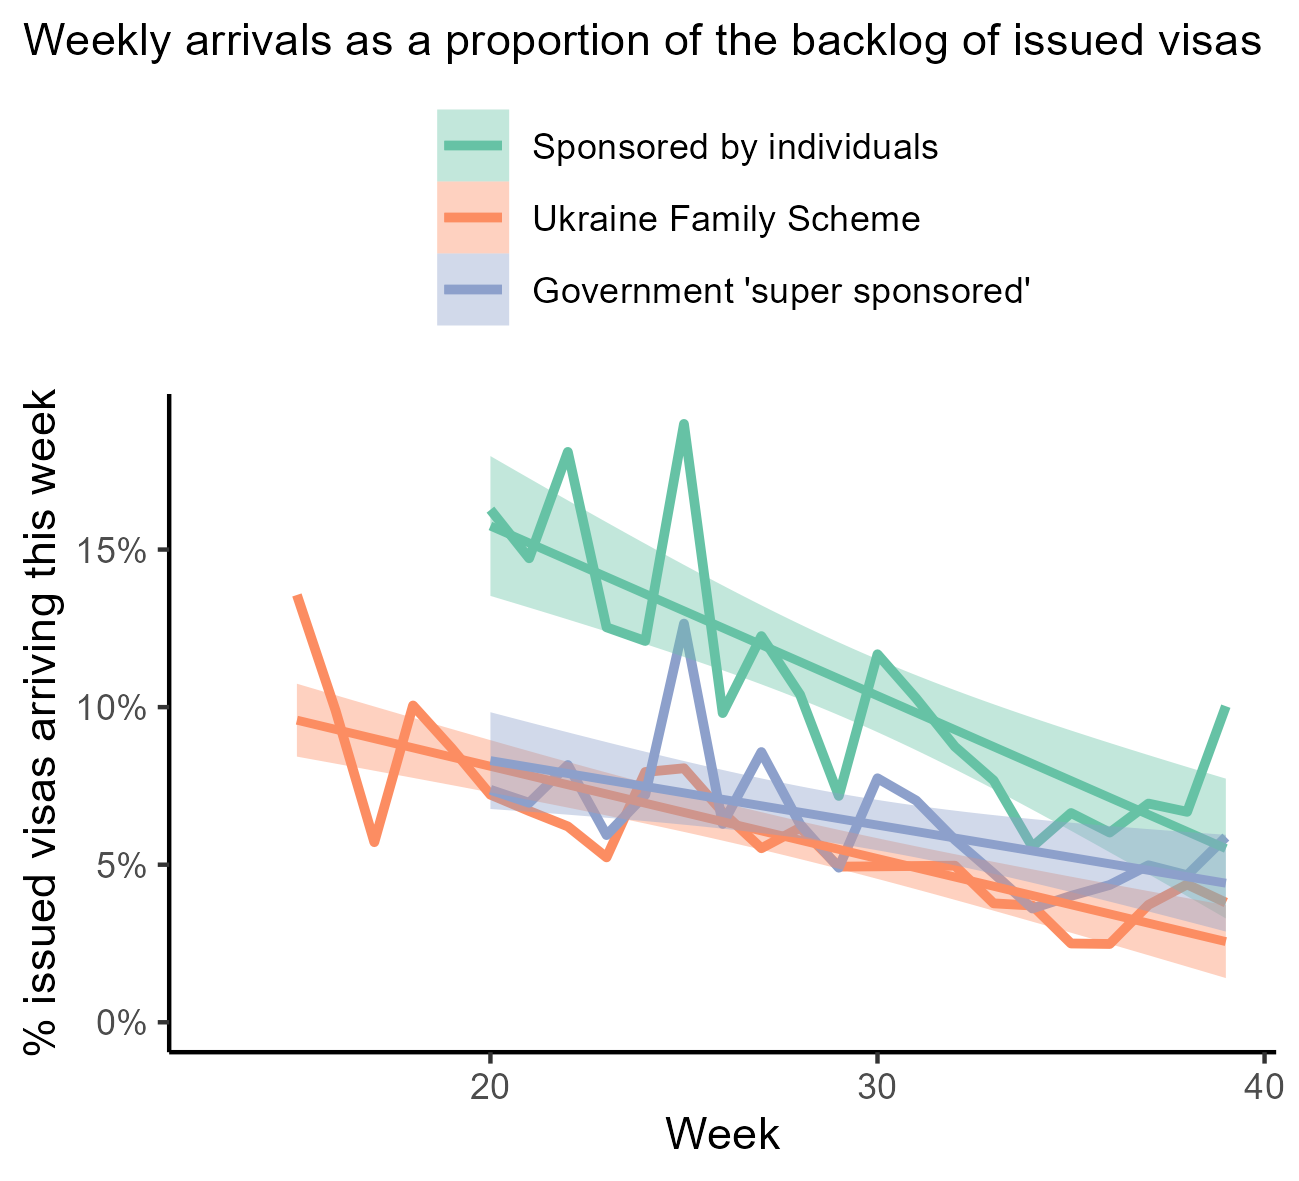 Weekly arrivals as a proportion of the backlog of issued visas
Sponsored by individuals
Ukraine Family Scheme
Government 'super sponsored'
% issued visas arriving this week
15%
10%
5%
0%
20
30
40
Week